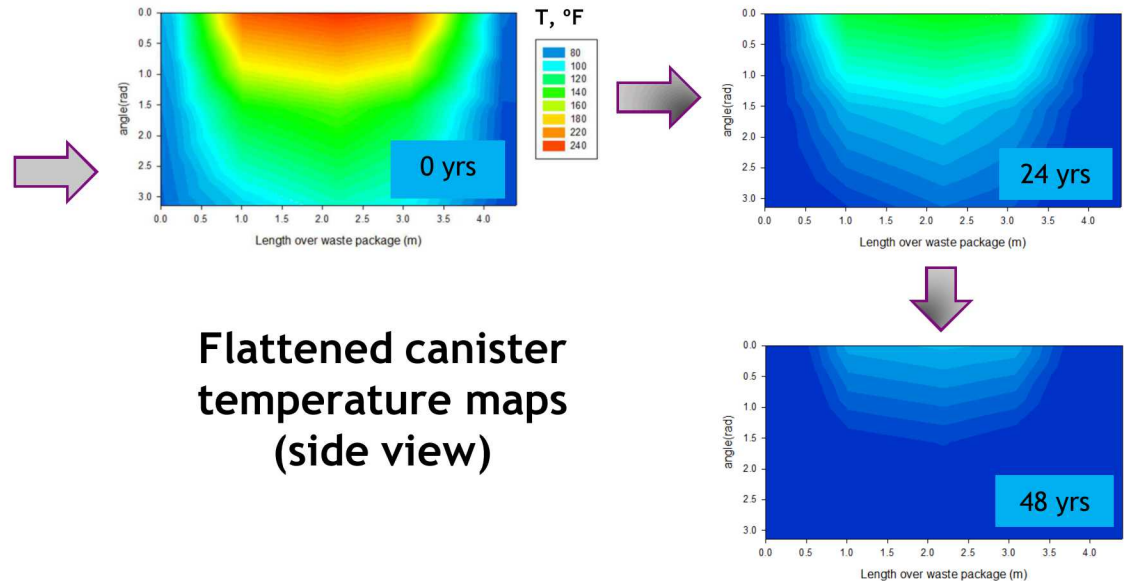 T, ºF
80
100
120
140
160
180
220
240
0.0
0.5
1.0
1.5
2.0
2.5
3.0
angle(rad)
0 yrs
0.0 0.5 1.0 1.5 2.0 2.5 3.0 3.5 4.0
Length over waste package (m)
0.0
0.5
1.0
1.5
2.0
2.5
3.0
angle(rad)
24 yrs
0.0 0.5 1.0 1.5 2.0 2.5 3.0 3.5 4.0
Length over waste package (m)
Flattened canister
temperature maps
(side view)
0.0
0.5
1.0
1.5
2.0
2.5
3.0
angle(rad)
48 yrs
0.0 0.5 1.0 1.5 2.0 2.5 3.0 3.5 4.0
Length over waste package (m)